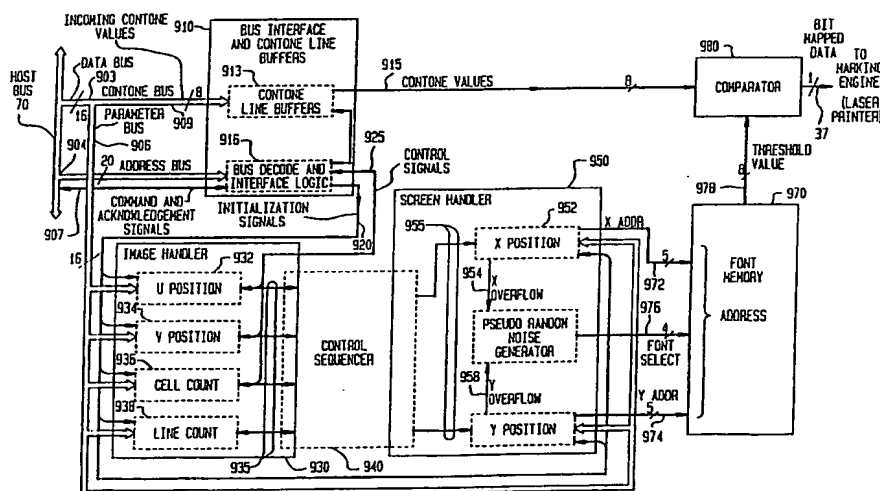 INCOMING CONTONE
VALUES
910
BUS INTERFACE
AND CONTONE LINE
BUFFERS
BIT
MAPPED
DATA
TO
MARKING
ENGINE
(LASER
PRINTER)
980
COMPARATOR
1
37
HOST
BUS 70
DATA BUS
903
CONTONE BUS
8
16
909
PARAMETER
BUS
904
906
913
CONTONE
LINE BUFFERS
915
CONTONE VALUES
8
916
BUS DECODE AND
INTERFACE LOGIC
925
CONTROL
SIGNALS
20
ADDRESS BUS
COMMAND AND
ACKNOWLEDGEMENT
SIGNALS
907
INITIALIZATION
SIGNALS
920
THRESHOLD
VALUE
8
978
970
FONT
MEMORY
ADDRESS
950
SCREEN HANDLER
955
952
X POSITION
X ADDR
5
972
954
X
OVERFLOW
PSEUDO RANDOM
NOISE
GENERATOR
976
4
FONT
SELECT
958
Y
OVERFLOW
Y POSITION
Y ADDR
5
974
16
IMAGE HANDLER
932
U POSITION
934
V POSITION
936
CELL COUNT
938
LINE COUNT
CONTROL
SEQUENCER
935
930
940